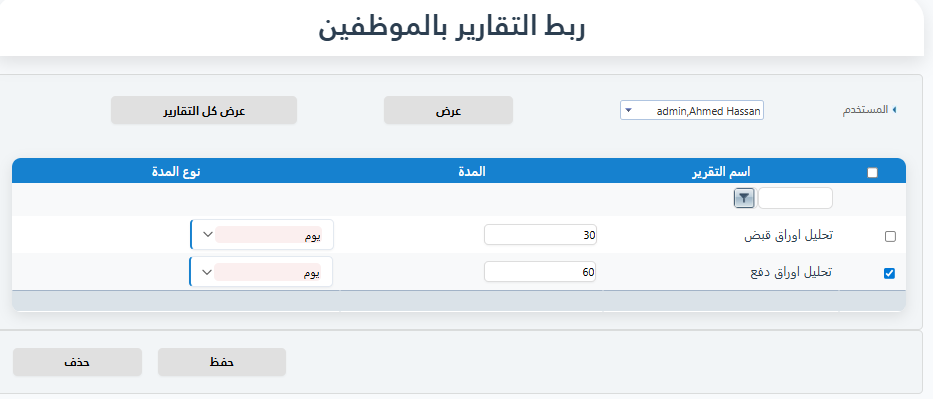 ربط التقارير بالموظفين
المستخدم admin,Ahmed Hassan عرض عرض كل التقارير
اسم التقرير المدة نوع المدة
تحليل اوراق قبض 30 يوم
تحليل اوراق دفع 60 يوم
حفظ حذف